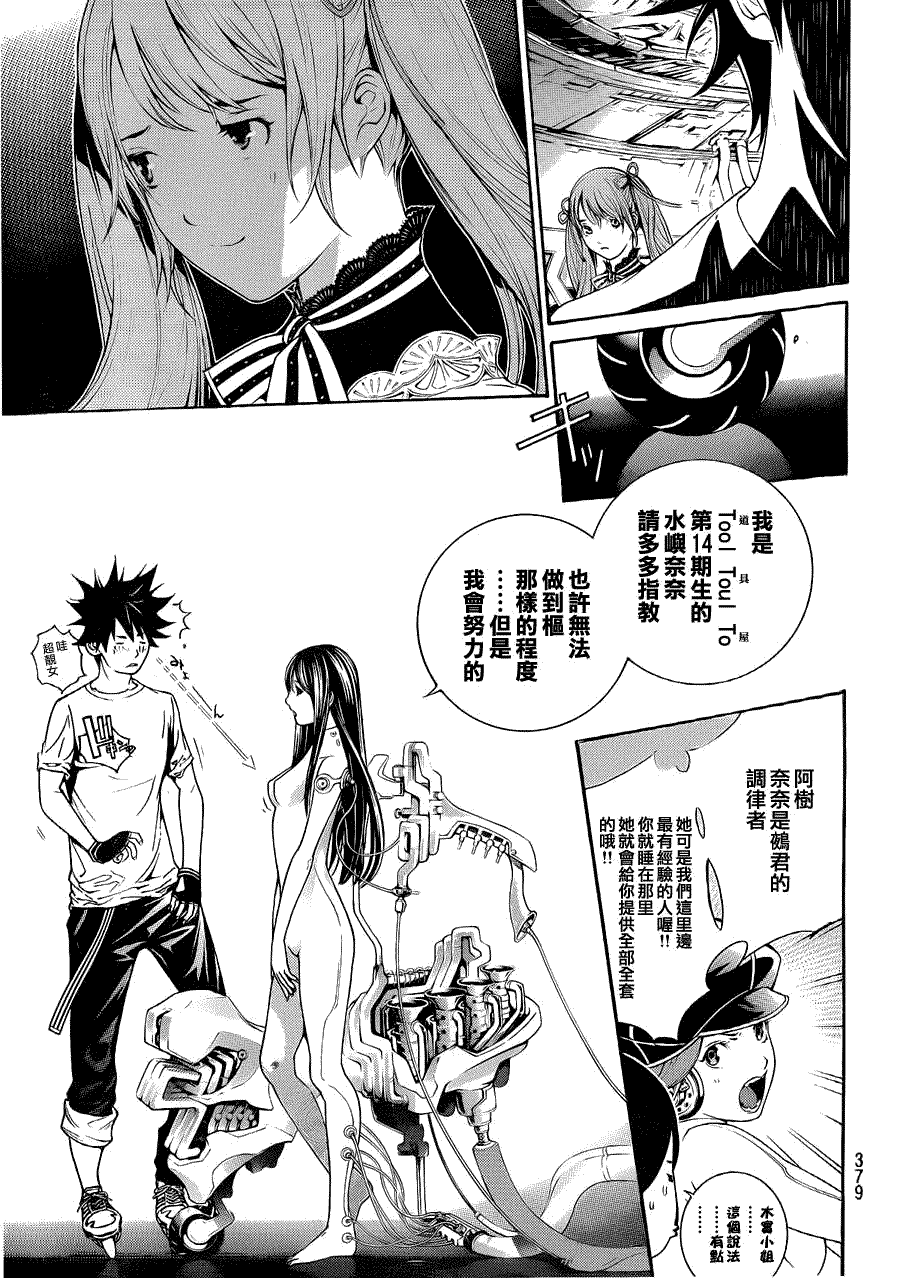 キッ
我是
Tool Toul To
道具屋
第14期生的
水嶼奈奈
請多多指教
也許無法
做到樞
那樣的程度
……但是
我會努力的
哇
超靚女
みょ
ん
阿樹
奈奈是鵺君的
調律者
她可是我們這里邊
最有經驗的人喔!!
你就睡在那里
她就會給你提供全部全套
的哦!!
……
這個說法
……有點
379